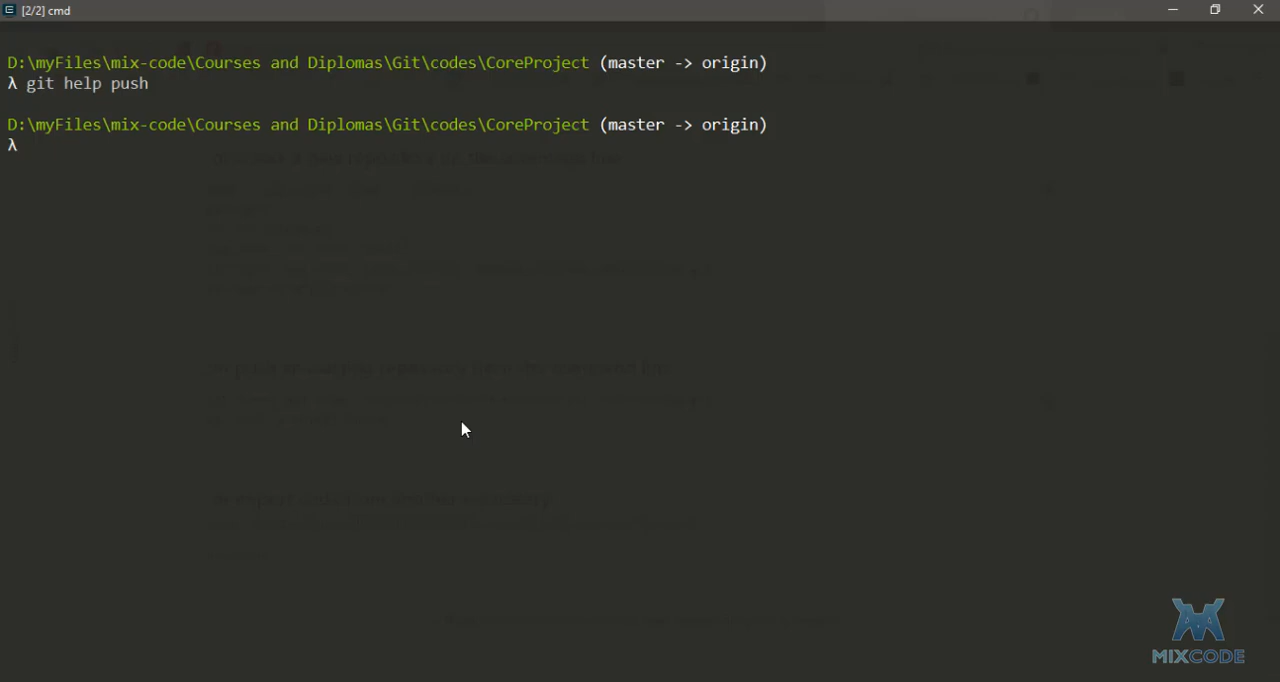 [2/2] cmd
D:\myFiles\mix-code\Courses and Diplomas\Git\codes\CoreProject (master -> origin)
λ git help push
D:\myFiles\mix-code\Courses and Diplomas\Git\codes\CoreProject (master -> origin)
λ
MIXCODE